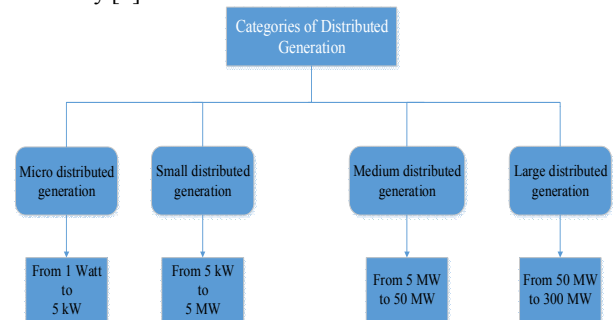 Categories of Distributed
Generation
Micro distributed
generation
Small distributed
generation
Medium distributed
generation
Large distributed
generation
From 1 Watt
to
5 kW
From 5 kW
to
5 MW
From 5 MW
to 50 MW
From 50 MW
to 300 MW